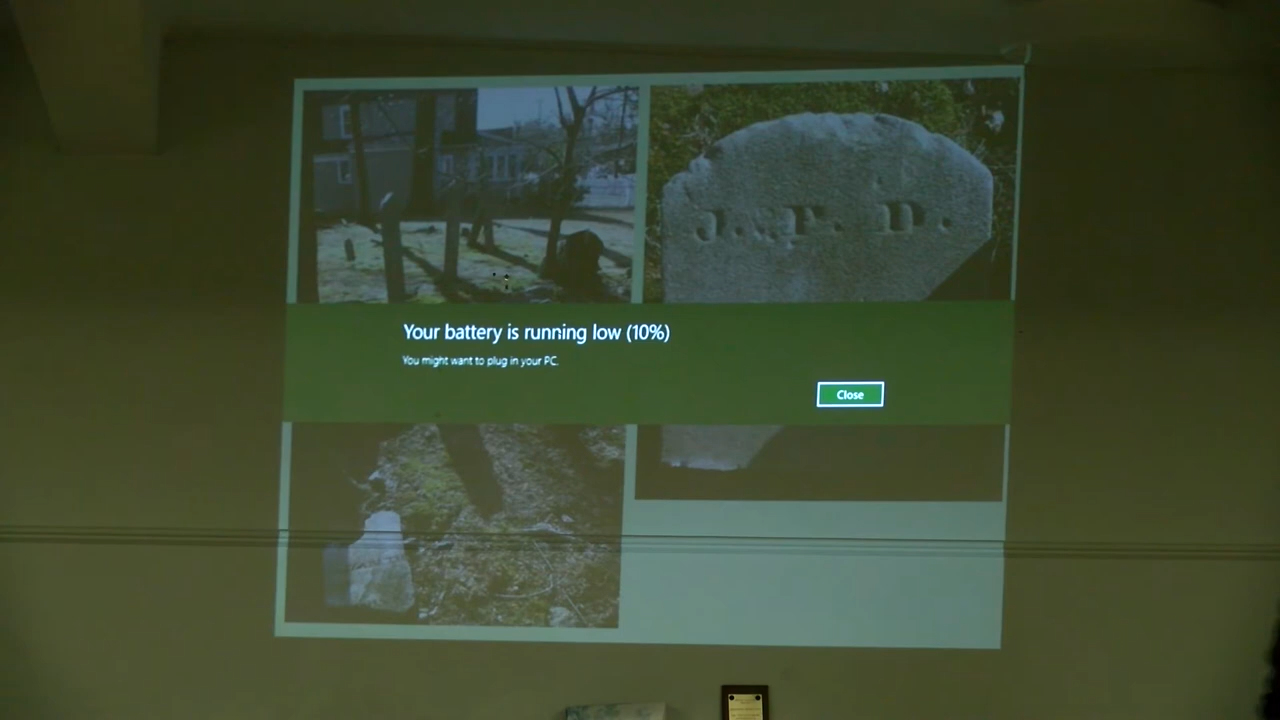 J. & P. D.
Your battery is running low (10%)
You might want to plug in your PC.
Close